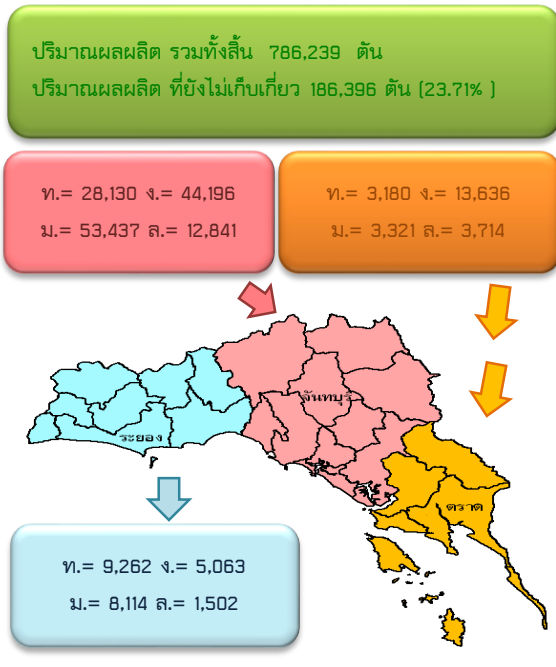 ปริมาณผลผลิต รวมทั้งสิ้น 786,239 ตัน
ปริมาณผลผลิต ที่ยังไม่เก็บเกี่ยว 186,396 ตัน (23.71% )
ท.= 28,130 ง.= 44,196
ม.= 53,437 ล.= 12,841
ท.= 3,180 ง.= 13,636
ม.= 3,321 ล.= 3,714
จันทบุรี
ระยอง
ตราด
ท.= 9,262 ง.= 5,063
ม.= 8,114 ล.= 1,502